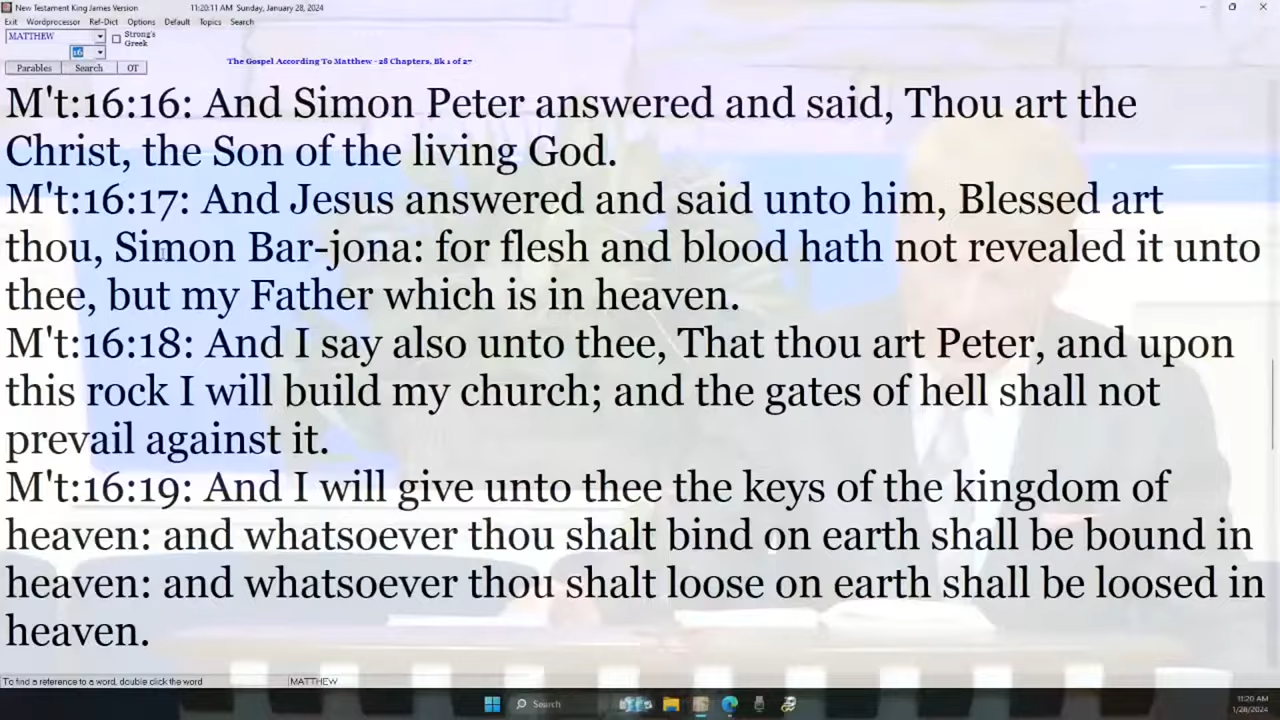 New Testament King James Version 11:20:11 AM Sunday, January 28, 2024
Exit Wordprocessor Ref-Dict Options Default Topics Search
MATTHEW Strong's Greek
16
Parables Search OT
The Gospel According To Matthew - 28 Chapters, Bk 1 of 27
M't:16:16: And Simon Peter answered and said, Thou art the
Christ, the Son of the living God.
M't:16:17: And Jesus answered and said unto him, Blessed art
thou, Simon Bar-jona: for flesh and blood hath not revealed it unto
thee, but my Father which is in heaven.
M't:16:18: And I say also unto thee, That thou art Peter, and upon
this rock I will build my church; and the gates of hell shall not
prevail against it.
M't:16:19: And I will give unto thee the keys of the kingdom of
heaven: and whatsoever thou shalt bind on earth shall be bound in
heaven: and whatsoever thou shalt loose on earth shall be loosed in
heaven.
To find a reference to a word, double click the word MATTHEW
Search
11:20 AM
1/28/2024